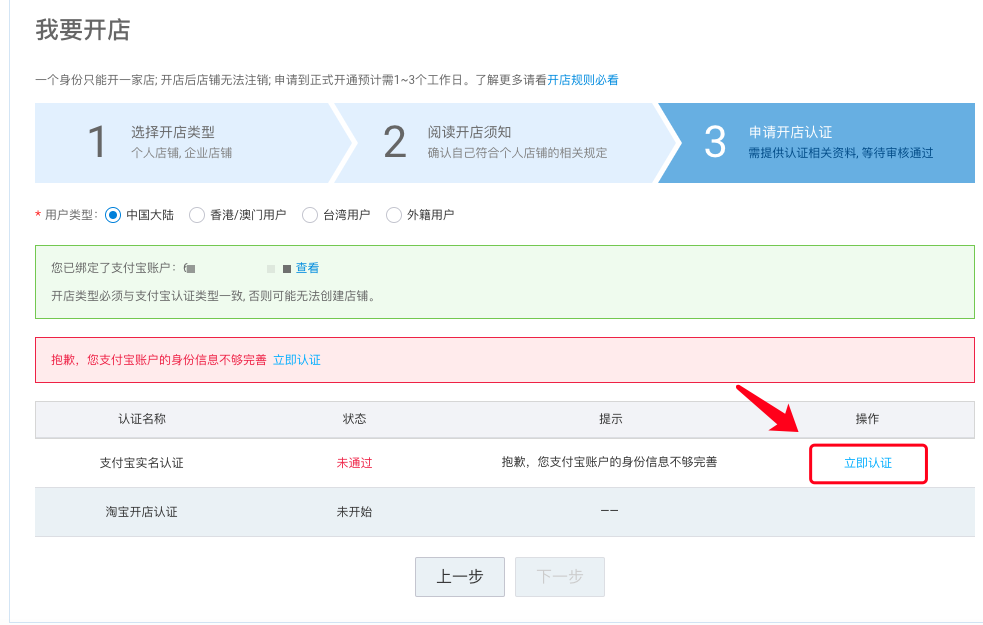 我要开店
一个身份只能开一家店; 开店后店铺无法注销; 申请到正式开通预计需1~3个工作日。了解更多请看开店规则必看
1 选择开店类型 2 阅读开店须知 3 申请开店认证
个人店铺, 企业店铺 确认自己符合个人店铺的相关规定 需提供认证相关资料, 等待审核通过
* 用户类型: 中国大陆 香港/澳门用户 台湾用户 外籍用户
您已绑定了支付宝账户: 查看
开店类型必须与支付宝认证类型一致, 否则可能无法创建店铺。
抱歉，您支付宝账户的身份信息不够完善 立即认证
认证名称 状态 提示 操作
支付宝实名认证 未通过 抱歉，您支付宝账户的身份信息不够完善 立即认证
淘宝开店认证 未开始 ——
上一步 下一步